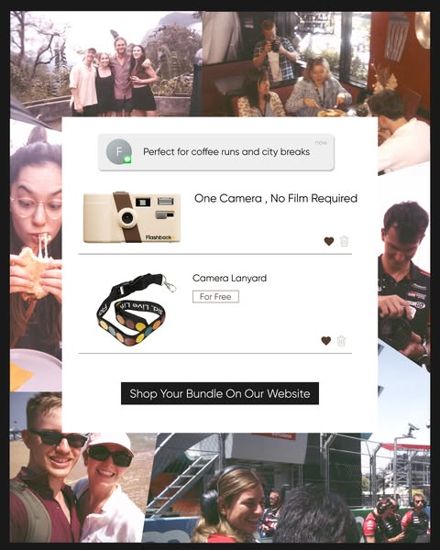 now
F
Perfect for coffee runs and city breaks
One Camera , No Film Required
Flashback
Camera Lanyard
For Free
Shop Your Bundle On Our Website